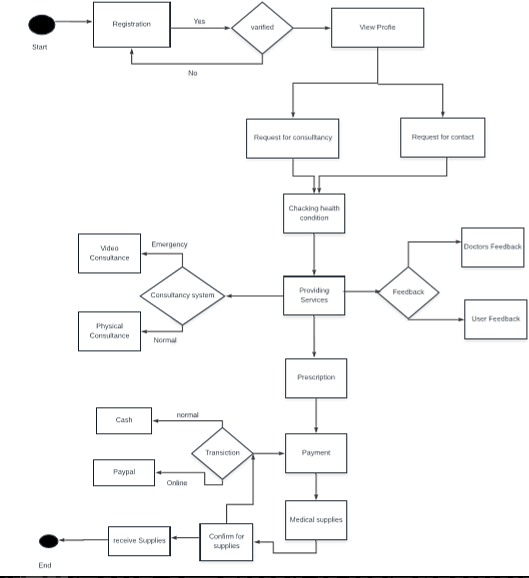 Registration
Yes
varified
View Profie
Start
No
Request for consultancy
Request for contact
Chacking health
condition
Video
Consultance
Emergency
Doctors Feedback
Consultancy system
Providing
Services
Feedback
Physical
Consultance
Normal
User Feedback
Prescription
Cash
normal
Transiction
Payment
Paypal
Online
Medical supplies
receive Supplies
Confirm for
supplies
End